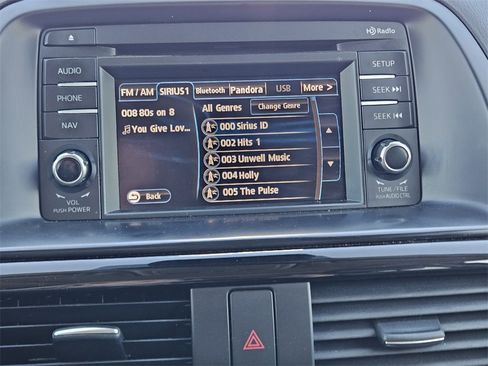 HD Radio
AUDIO
PHONE
NAV
VOL
PUSH POWER
FM / AM SIRIUS1 Bluetooth Pandora USB More >
008 80s on 8
You Give Lov...
All Genres Change Genre
000 Sirius ID
002 Hits 1
003 Unwell Music
004 Holly
005 The Pulse
Back
SETUP
SEEK
SEEK
TUNE/FILE
PUSH AUDIO CTRL